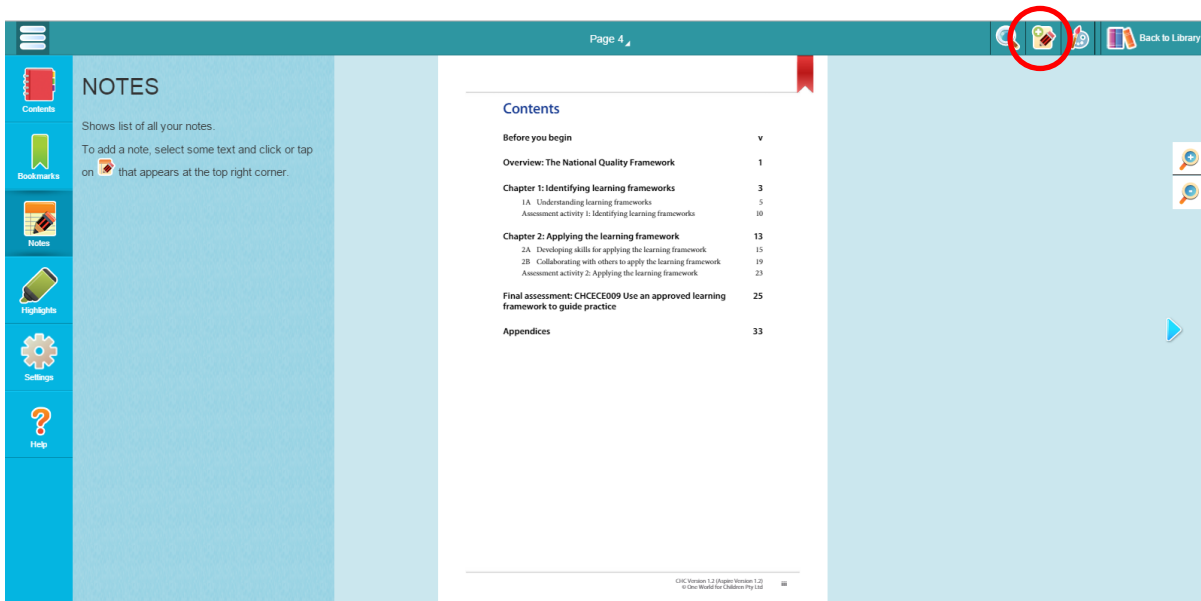 Page 4
Back to Library
Contents
Bookmarks
Notes
Highlights
Settings
Help
NOTES
Shows list of all your notes.
To add a note, select some text and click or tap
on that appears at the top right corner.
Contents
Before you begin v
Overview: The National Quality Framework 1
Chapter 1: Identifying learning frameworks 3
1A Understanding learning frameworks 5
Assessment activity 1: Identifying learning frameworks 10
Chapter 2: Applying the learning framework 13
2A Developing skills for applying the learning framework 15
2B Collaborating with others to apply the learning framework 19
Assessment activity 2: Applying the learning framework 23
Final assessment: CHCECE009 Use an approved learning 25
framework to guide practice
Appendices 33
CHC Version 1.2 (Aspire Version 1.2)
© One World for Children Pty Ltd iii